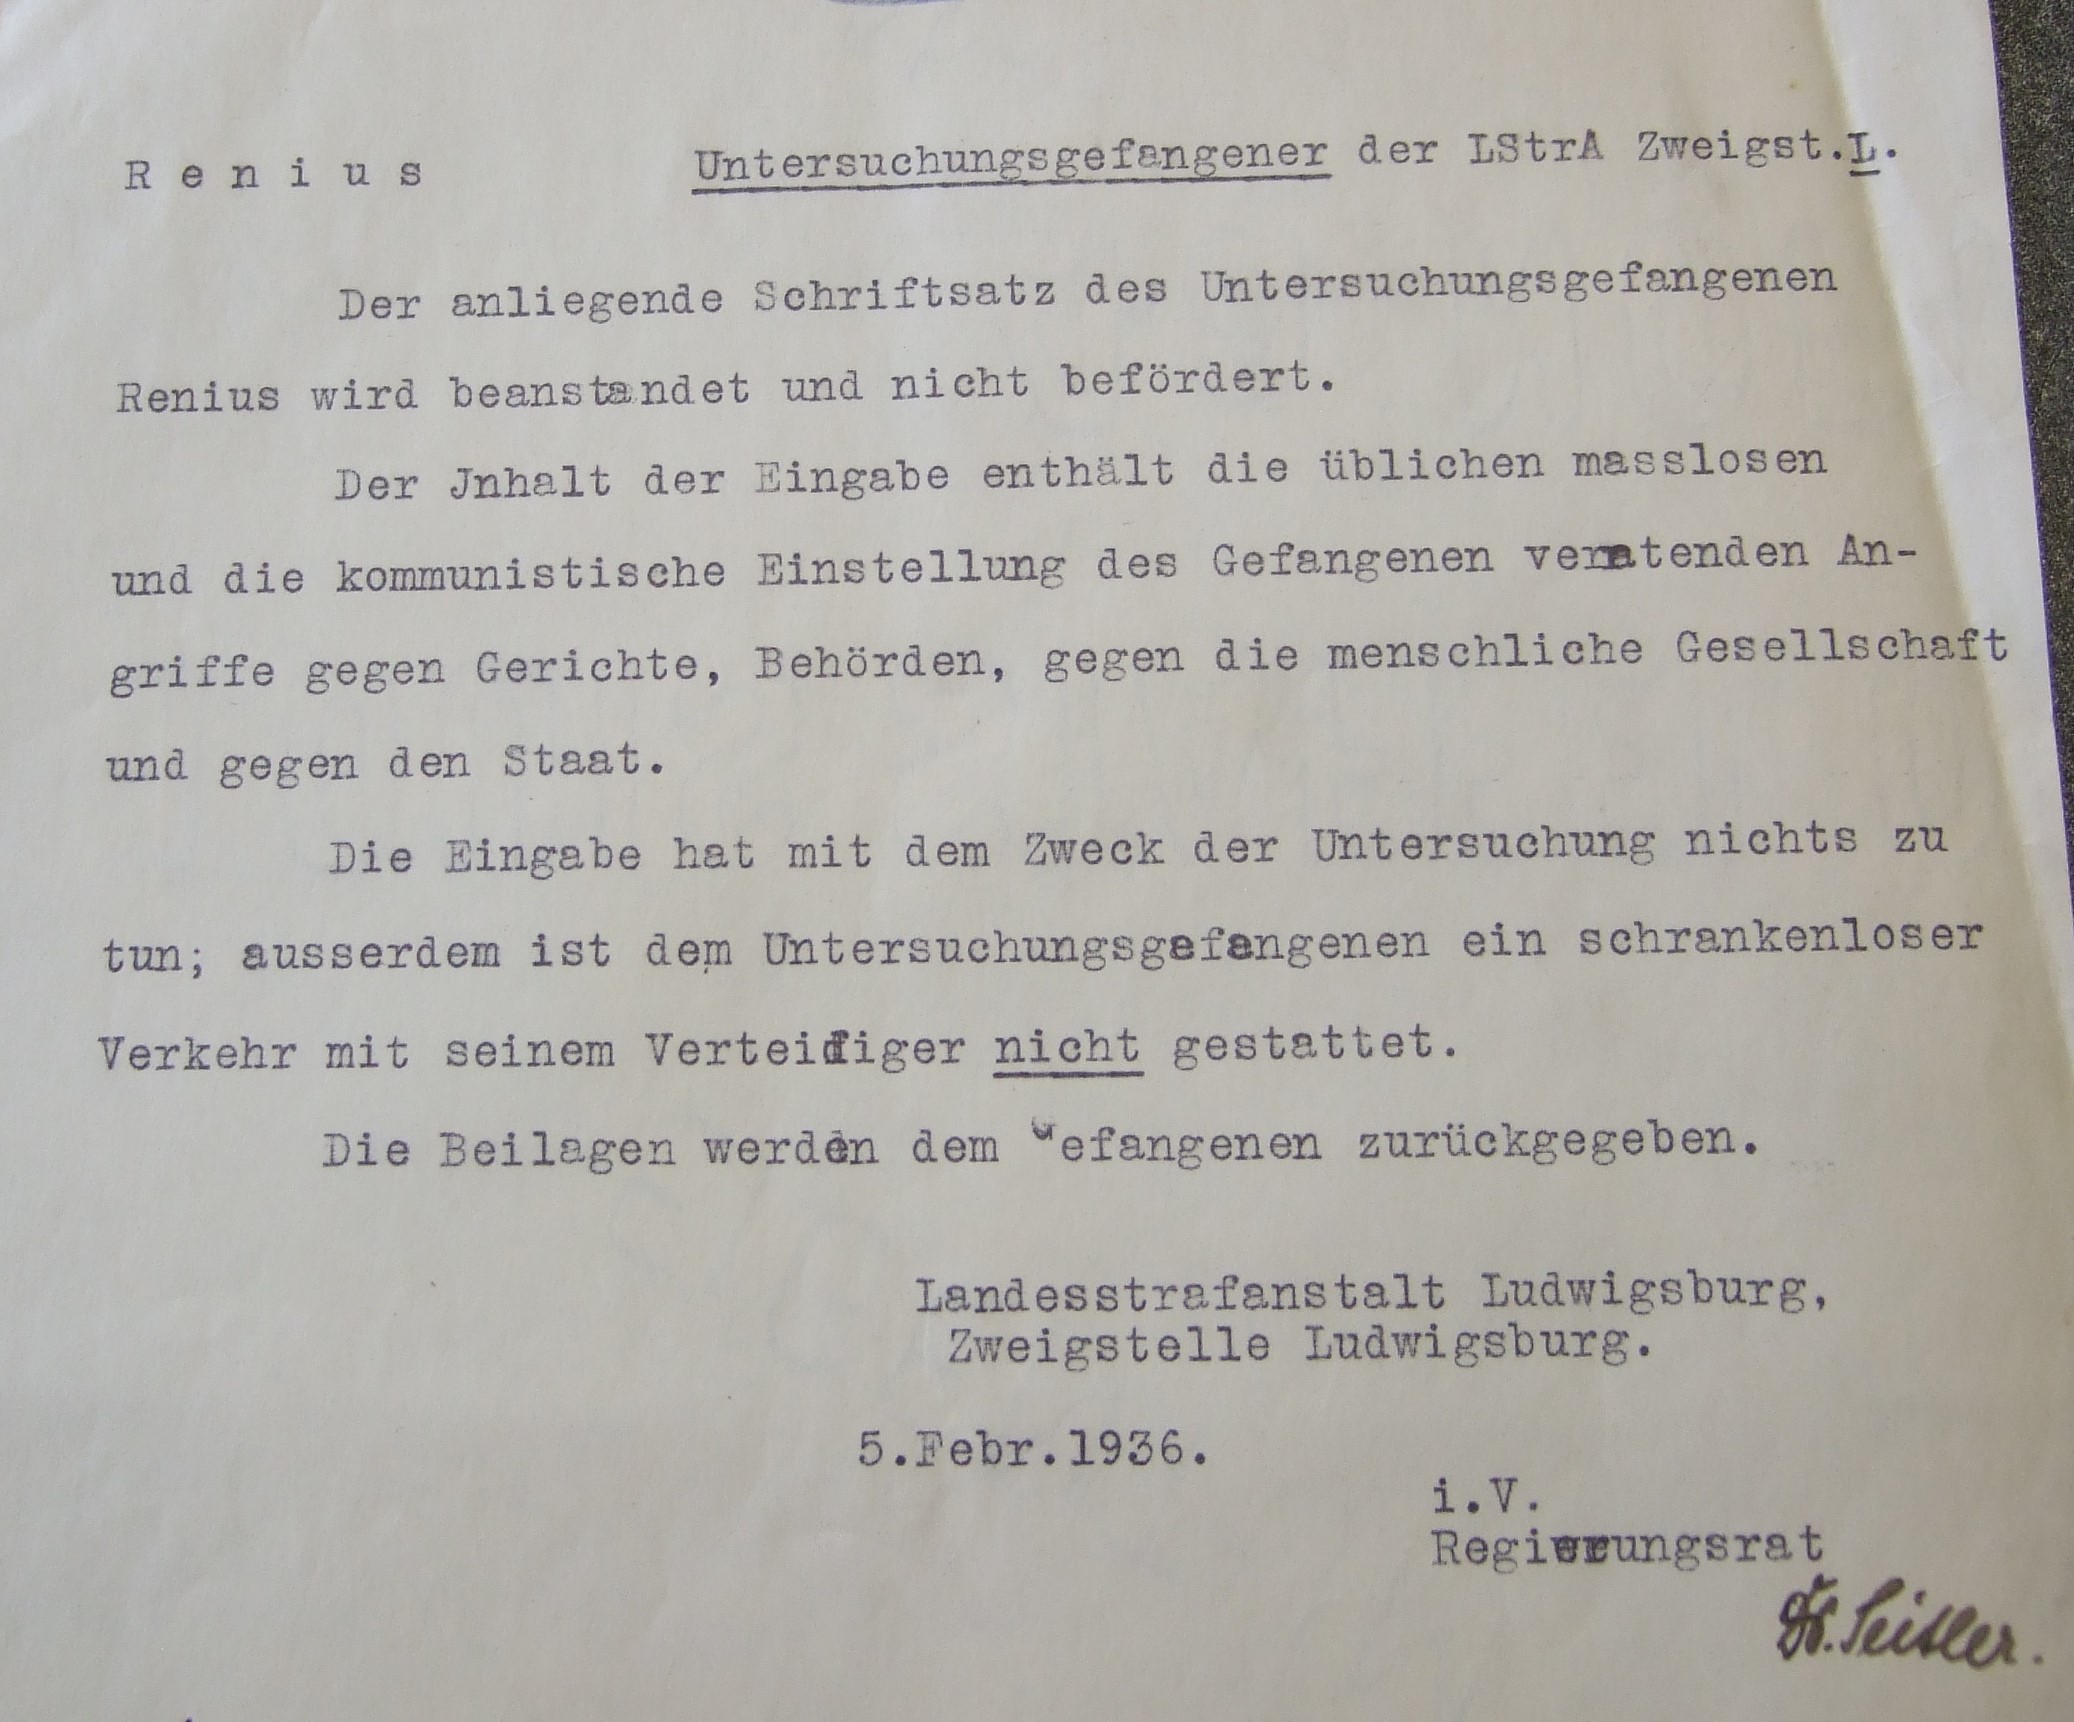 Renius Untersuchungsgefangener der LStrA Zweigst.L.
Der anliegende Schriftsatz des Untersuchungsgefangenen
Renius wird beanstandet und nicht befördert.
Der Jnhalt der Eingabe enthält die üblichen masslosen
und die kommunistische Einstellung des Gefangenen verratenden An-
griffe gegen Gerichte, Behörden, gegen die menschliche Gesellschaft
und gegen den Staat.
Die Eingabe hat mit dem Zweck der Untersuchung nichts zu
tun; ausserdem ist dem Untersuchungsgefangenen ein schrankenloser
Verkehr mit seinem Verteidiger nicht gestattet.
Die Beilagen werden dem Gefangenen zurückgegeben.
Landesstrafanstalt Ludwigsburg,
Zweigstelle Ludwigsburg.
5.Febr.1936.
i.V.
Regierungsrat